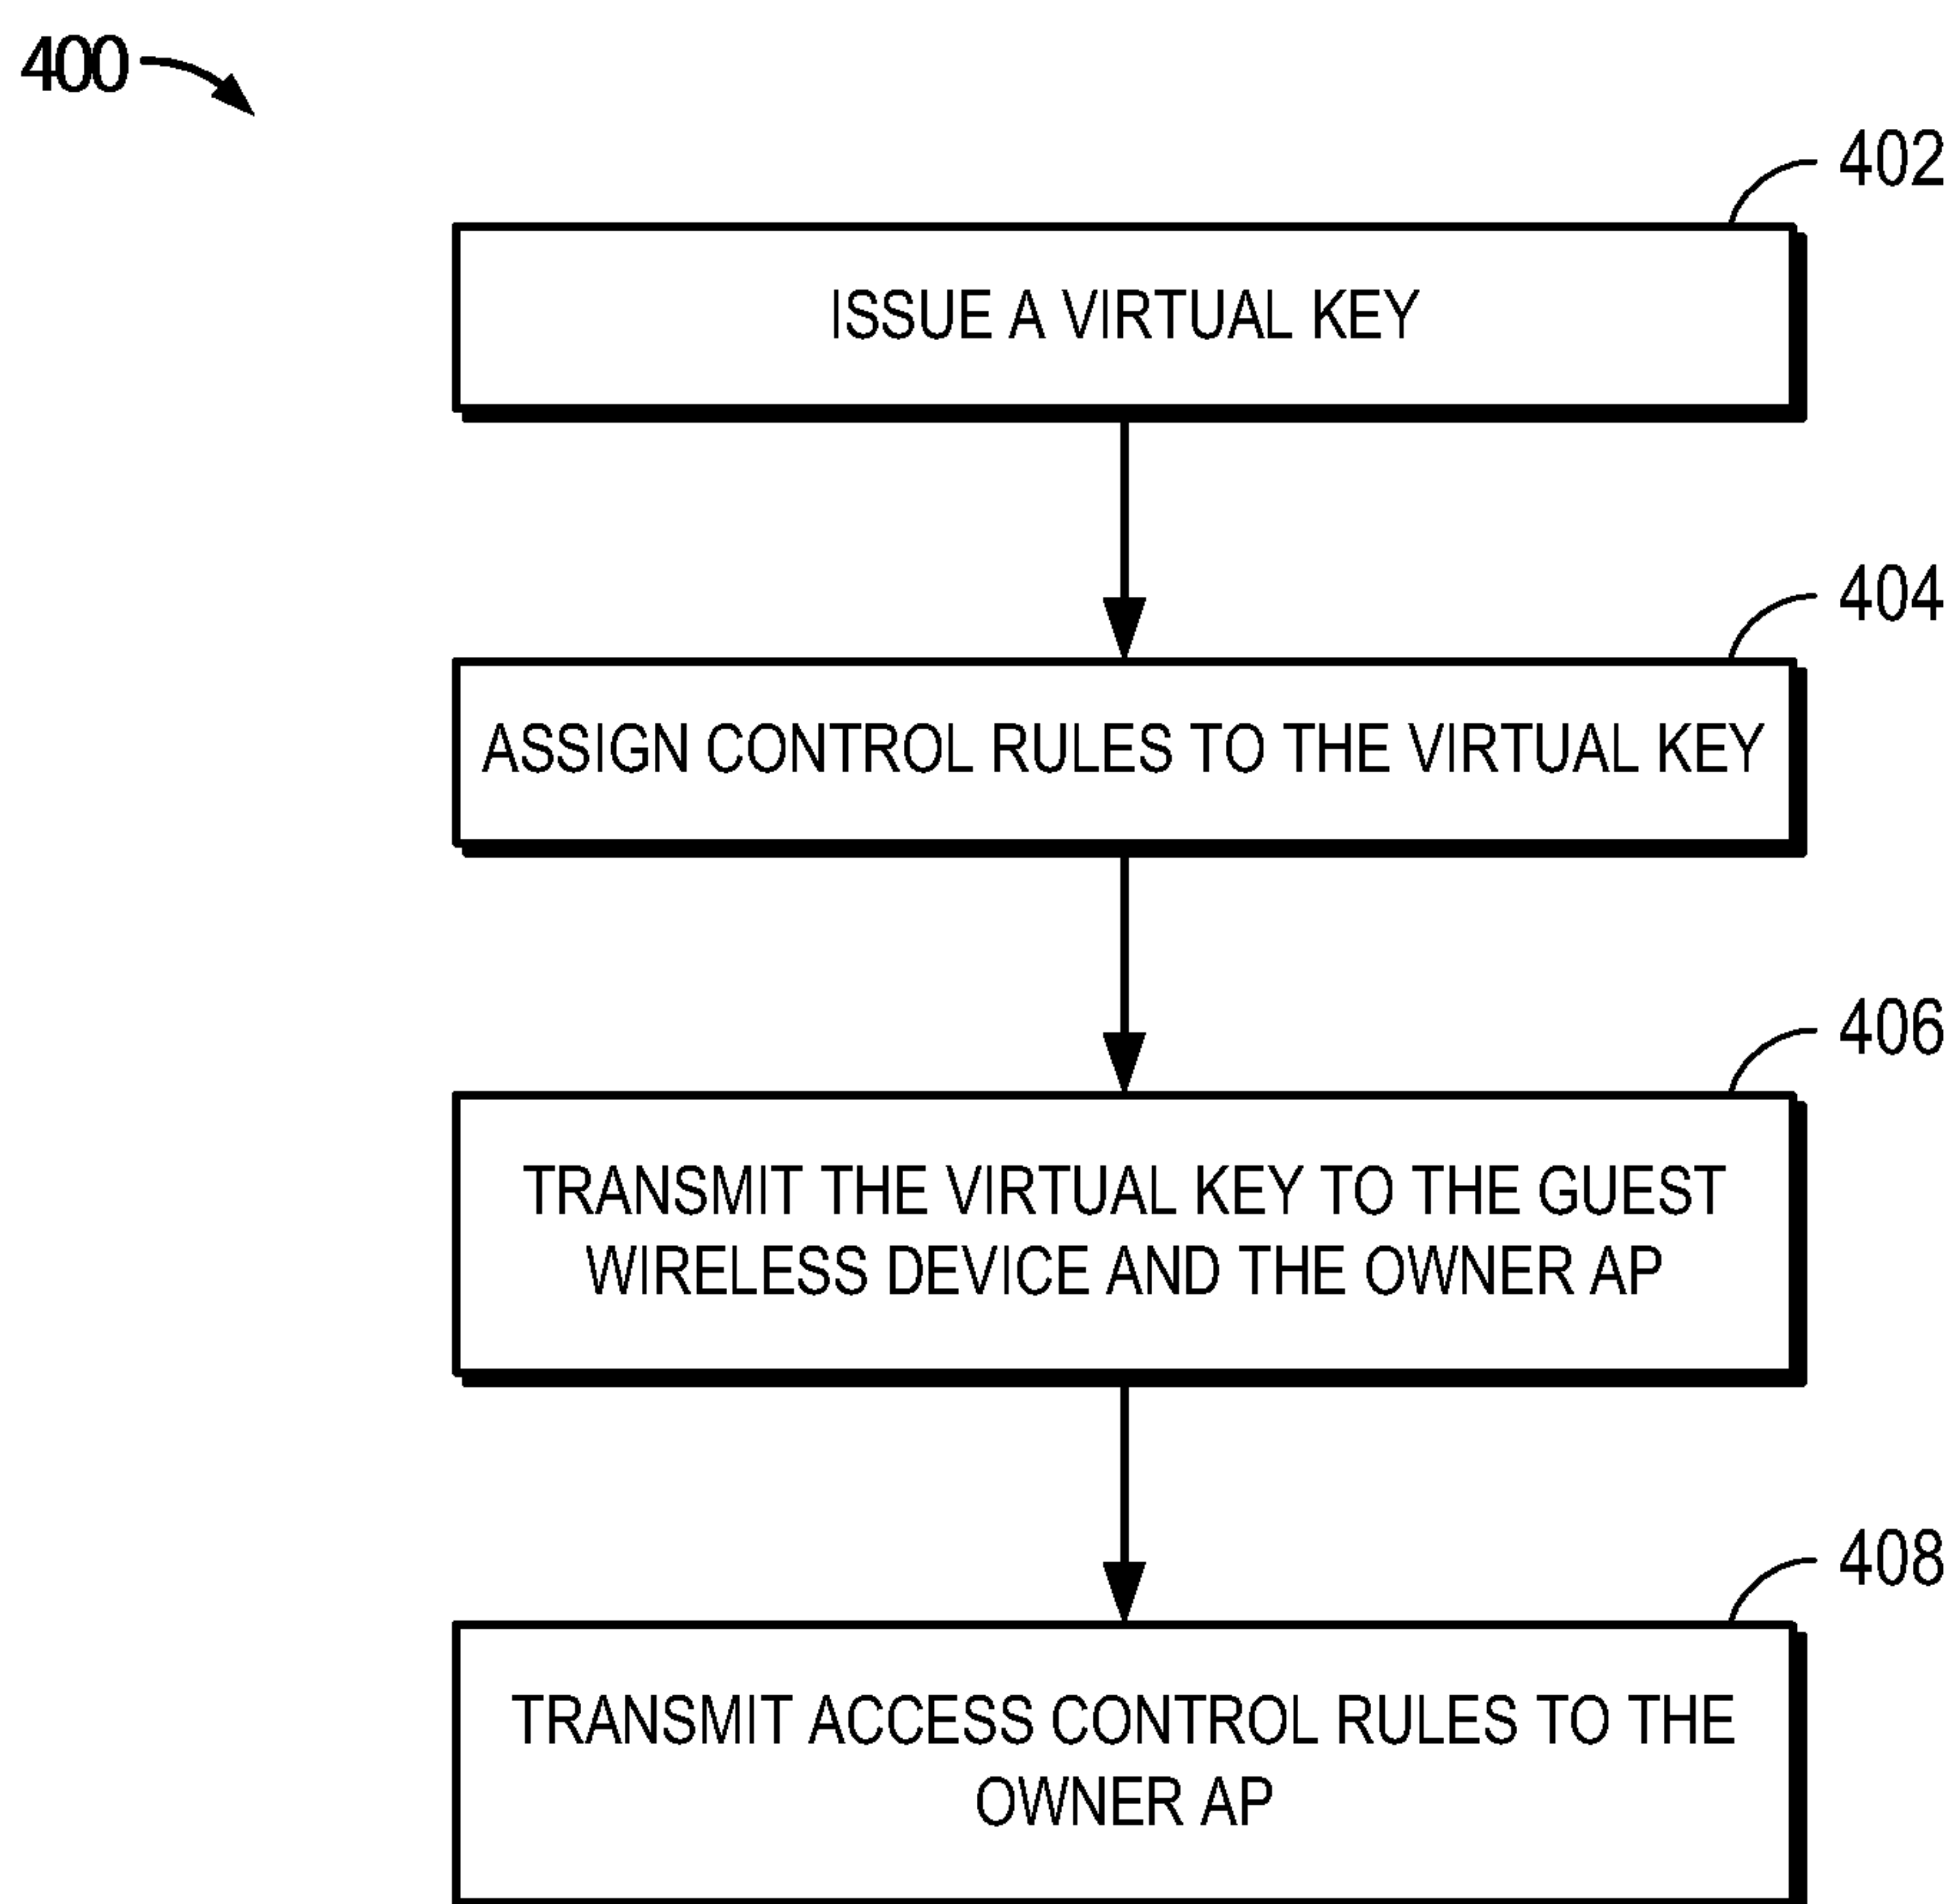 400
402
ISSUE A VIRTUAL KEY
404
ASSIGN CONTROL RULES TO THE VIRTUAL KEY
406
TRANSMIT THE VIRTUAL KEY TO THE GUEST
WIRELESS DEVICE AND THE OWNER AP
408
TRANSMIT ACCESS CONTROL RULES TO THE
OWNER AP